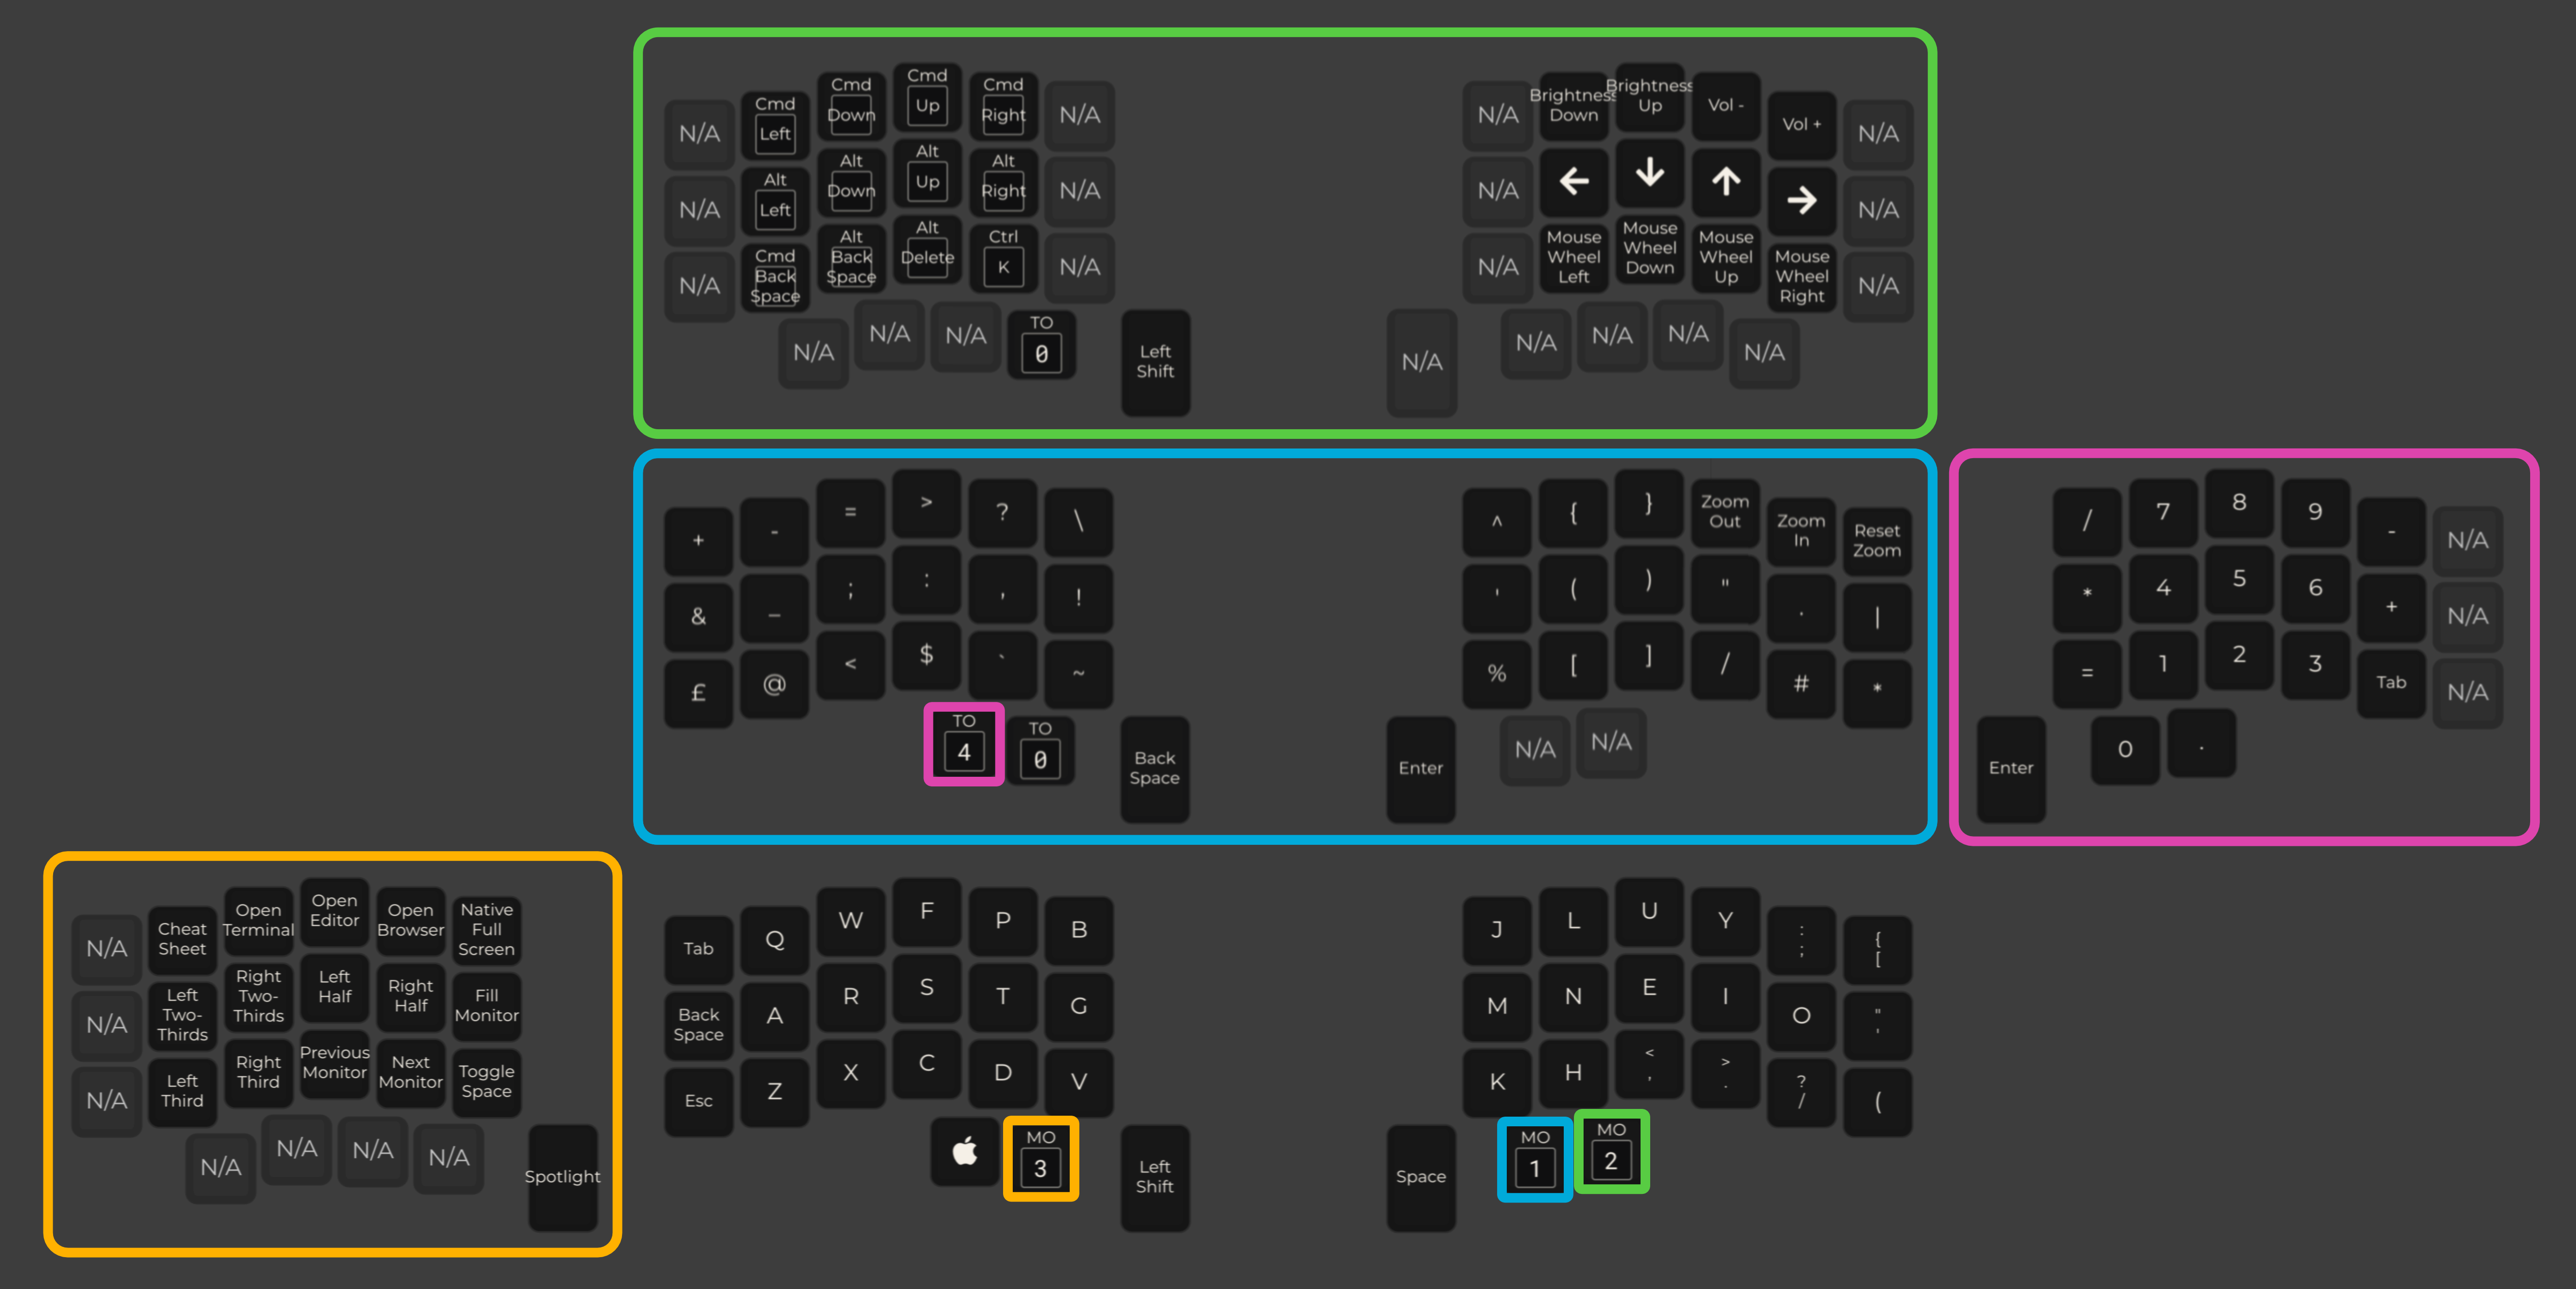 N/A Cmd Left Cmd Down Cmd Up Cmd Right N/A
N/A Alt Left Alt Down Alt Up Alt Right N/A
N/A Cmd Back Space Alt Back Space Alt Delete Ctrl K N/A
N/A N/A N/A TO 0 Left Shift
N/A Brightness Down Brightness Up Vol - Vol + N/A
N/A ← ↓ ↑ → N/A
N/A Mouse Wheel Left Mouse Wheel Down Mouse Wheel Up Mouse Wheel Right N/A
N/A N/A N/A N/A N/A
+ - = > ? \
& _ ; : , !
£ @ < $ ` ~
TO 4 TO 0 Back Space
^ { } Zoom Out Zoom In Reset Zoom
' ( ) " . |
% [ ] / # *
Enter N/A N/A
/ 7 8 9 - N/A
* 4 5 6 + N/A
= 1 2 3 Tab N/A
Enter 0 .
N/A Cheat Sheet Open Terminal Open Editor Open Browser Native Full Screen
N/A Left Two-Thirds Right Two-Thirds Left Half Right Half Fill Monitor
N/A Left Third Right Third Previous Monitor Next Monitor Toggle Space
N/A N/A N/A N/A Spotlight
Tab Q W F P B
Back Space A R S T G
Esc Z X C D V
MO 3 Left Shift
J L U Y : ; { [
M N E I O " '
K H < , > . ? / (
Space MO 1 MO 2